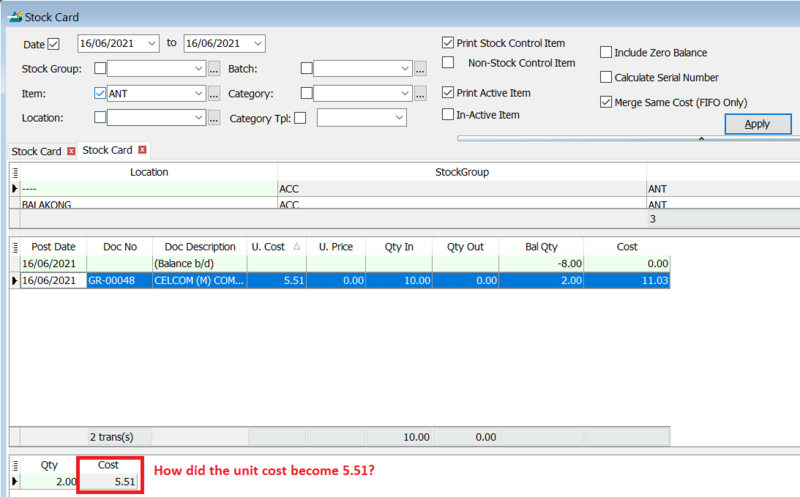 Stock Card
Date 16/06/2021 to 16/06/2021
Stock Group: ... Batch: ...
Item: ANT ... Category: ...
Location: ... Category Tpl:
Print Stock Control Item
Non-Stock Control Item
Print Active Item
In-Active Item
Include Zero Balance
Calculate Serial Number
Merge Same Cost (FIFO Only)
Apply
Stock Card Stock Card
Location StockGroup
---- ACC ANT
BALAKONG ACC ANT
3
Post Date Doc No Doc Description U. Cost U. Price Qty In Qty Out Bal Qty Cost
16/06/2021 (Balance b/d) -8.00 0.00
16/06/2021 GR-00048 CELCOM (M) COM... 5.51 0.00 10.00 0.00 2.00 11.03
2 trans(s) 10.00 0.00
Qty Cost
2.00 5.51
How did the unit cost become 5.51?